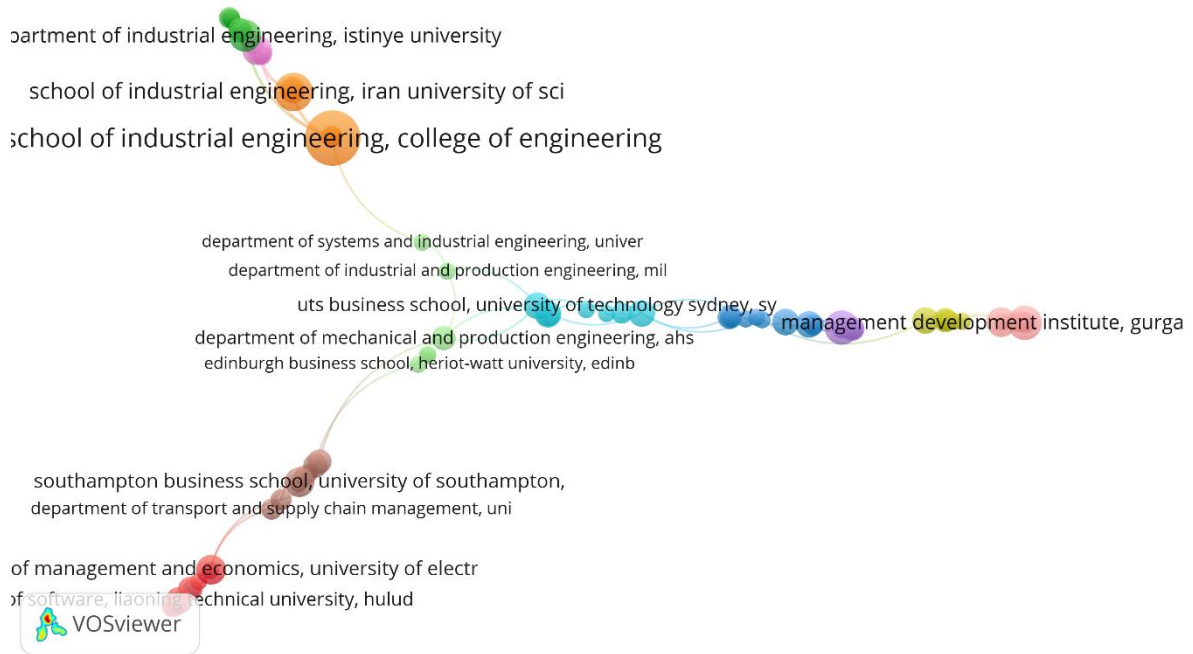 partment of industrial engineering, istinye university
school of industrial engineering, iran university of sci
school of industrial engineering, college of engineering
department of systems and industrial engineering, univer
department of industrial and production engineering, mil
uts business school, university of technology sydney, sy
management development institute, gurga
department of mechanical and production engineering, ahs
edinburgh business school, heriot-watt university, edinb
southampton business school, university of southampton,
department of transport and supply chain management, uni
of management and economics, university of electr
of software, liaoning technical university, hulud
VOSviewer